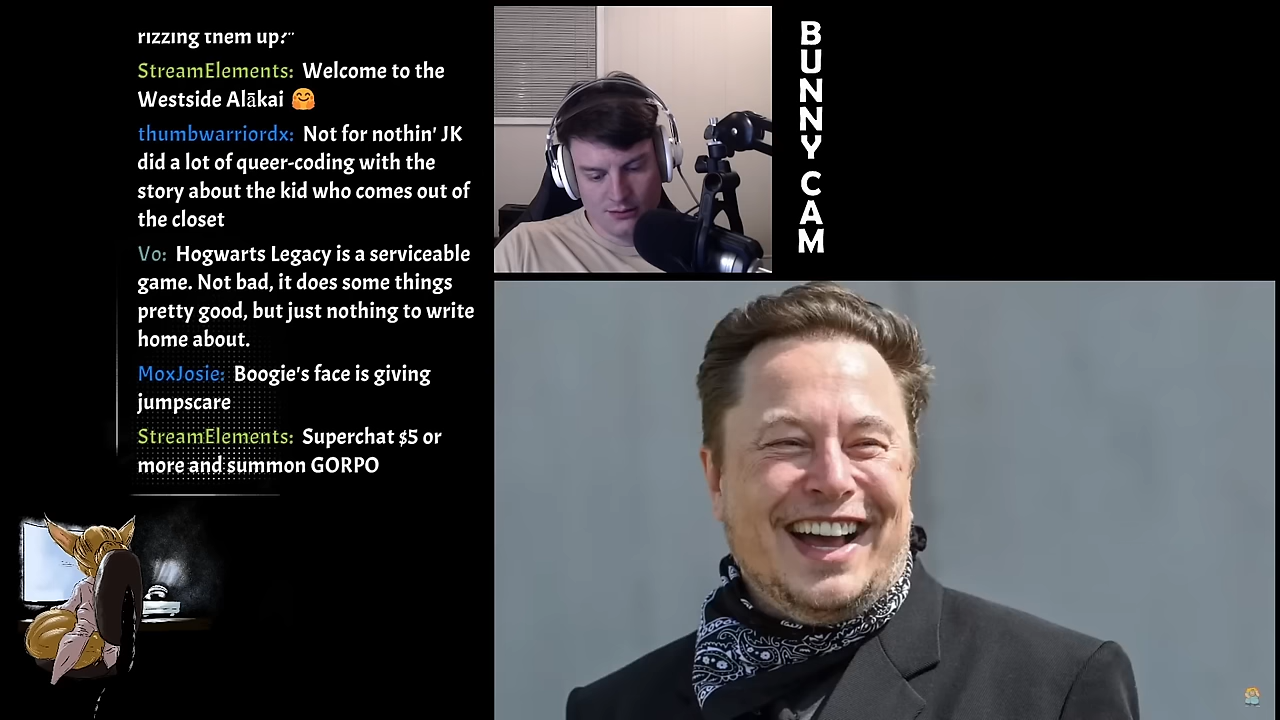 rizzing them up?"
StreamElements: Welcome to the
Westside Alākai 🤗
thumbwarriordx: Not for nothin' JK
did a lot of queer-coding with the
story about the kid who comes out of
the closet
Vo: Hogwarts Legacy is a serviceable
game. Not bad, it does some things
pretty good, but just nothing to write
home about.
MoxJosie: Boogie's face is giving
jumpscare
StreamElements: Superchat $5 or
more and summon GORPO
BUNNY CAM